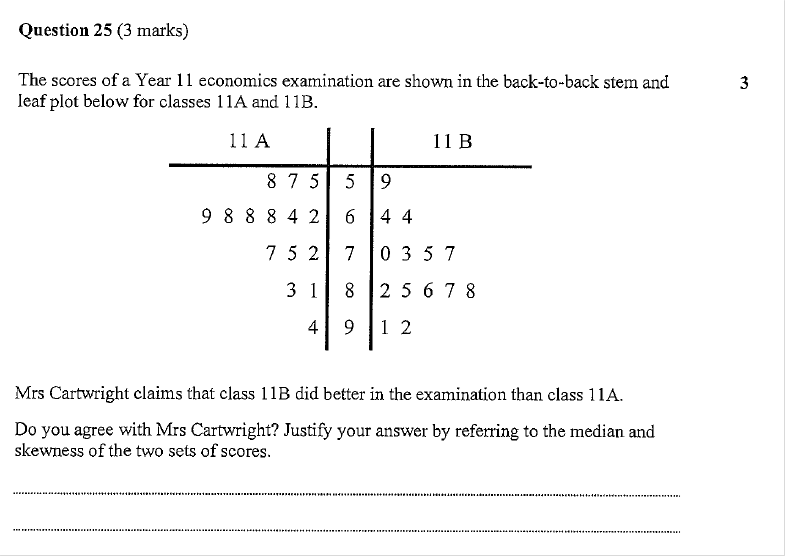 Question 25 (3 marks)
The scores of a Year 11 economics examination are shown in the back-to-back stem and 3
leaf plot below for classes 11A and 11B.
11 A 11 B
8 7 5 5 9
9 8 8 8 4 2 6 4 4
7 5 2 7 0 3 5 7
3 1 8 2 5 6 7 8
4 9 1 2
Mrs Cartwright claims that class 11B did better in the examination than class 11A.
Do you agree with Mrs Cartwright? Justify your answer by referring to the median and
skewness of the two sets of scores.